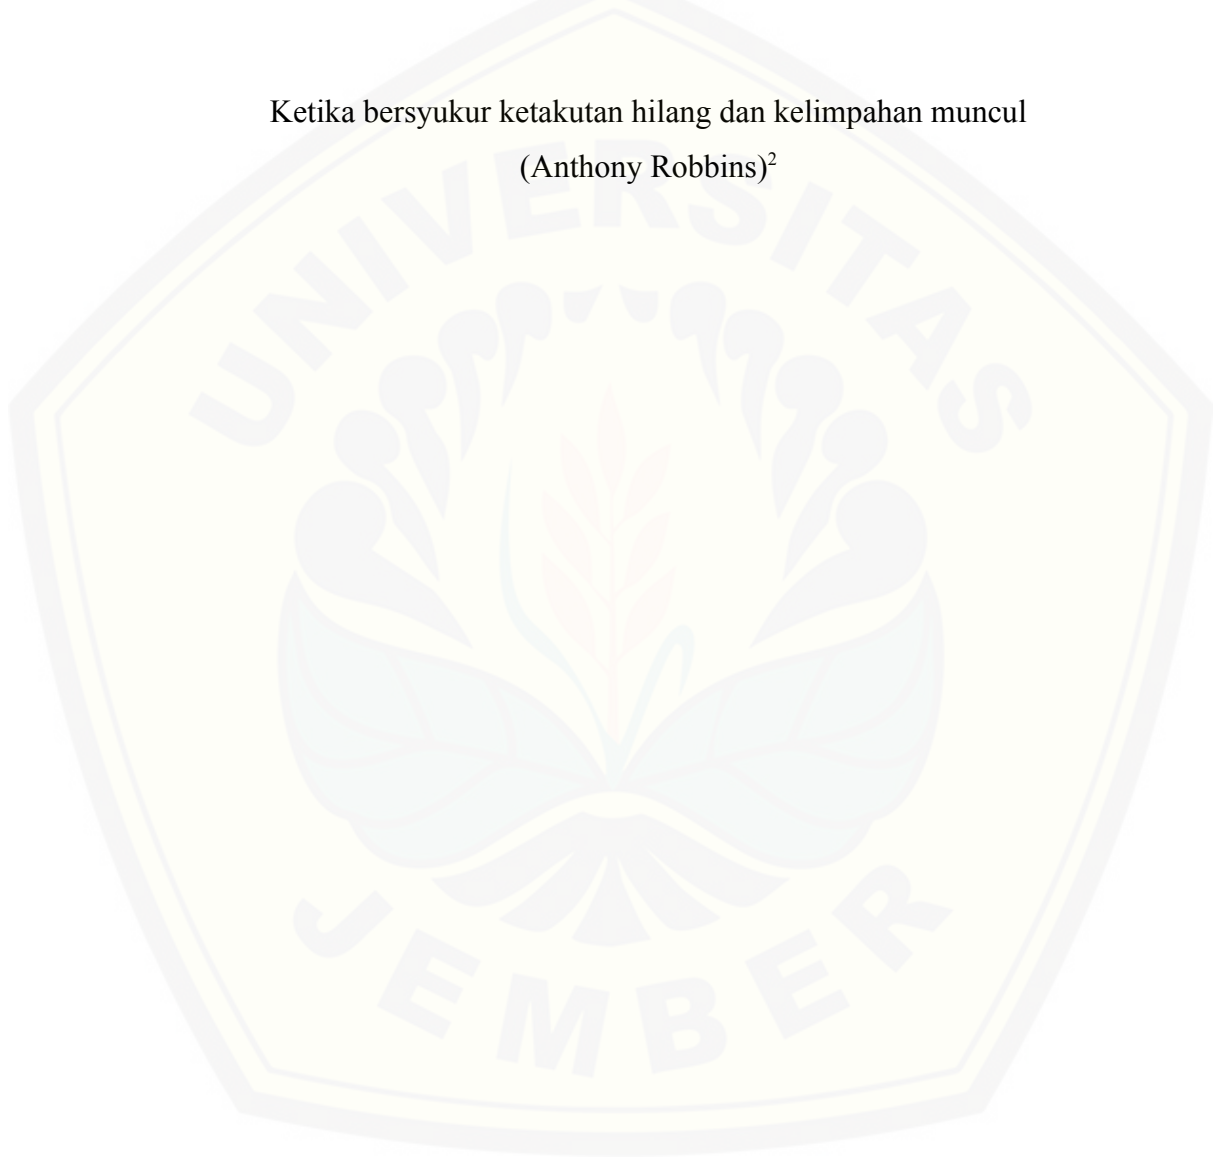 Ketika bersyukur ketakutan hilang dan kelimpahan muncul
(Anthony Robbins)²
UNIVERSITAS
JEMBER